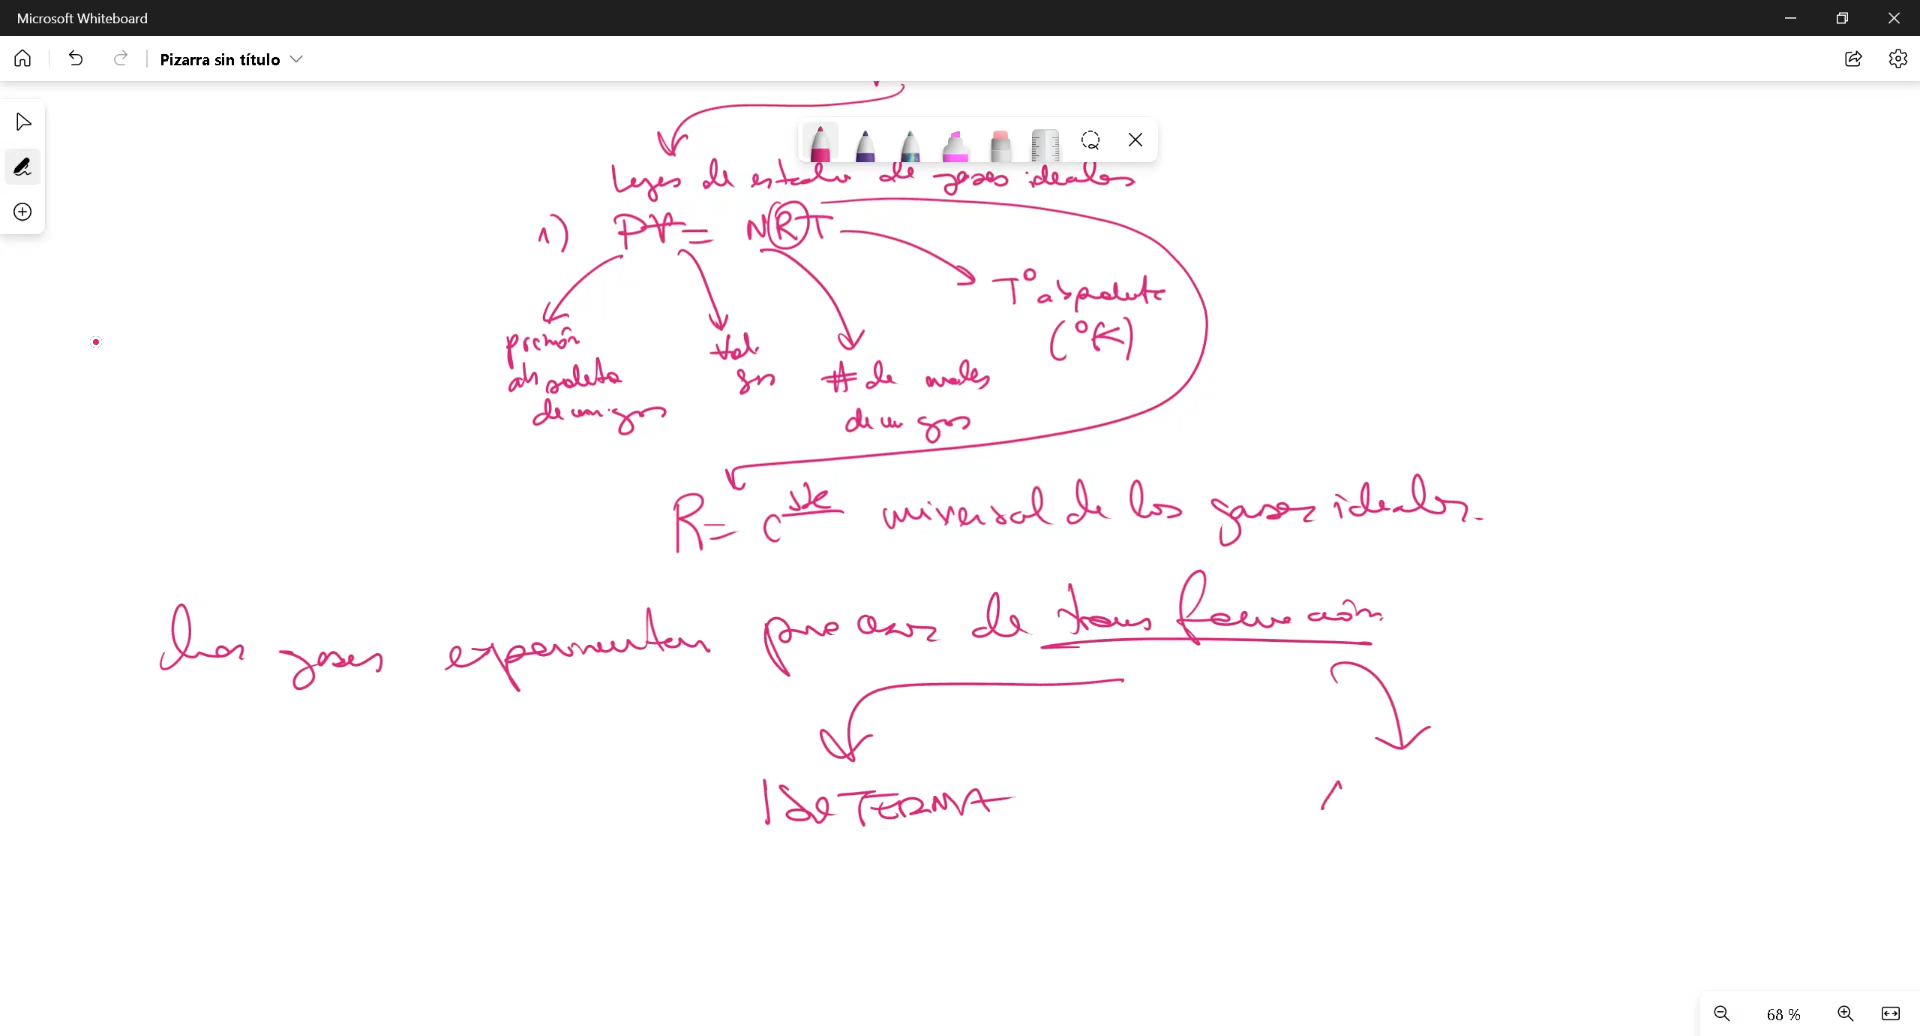 Microsoft Whiteboard
Pizarra sin título
Leyes de estado de gases ideales
1) PV = NRT
T° absoluta
(°K)
presión
absoluta
de un gas
Vol.
gas
# de moles
de un gas
R = cte universal de los gases ideales.
Los gases experimentan procesos de transformación
ISOTERMA
68 %